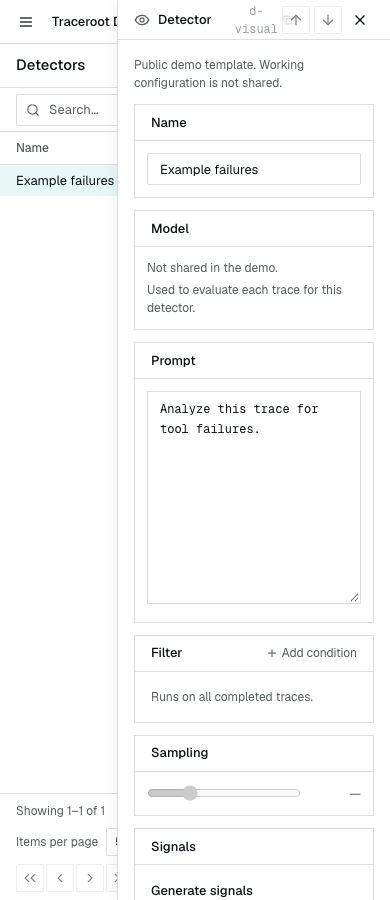 Traceroot D
Detector
d-
visual
Detectors
Public demo template. Working
configuration is not shared.
Search...
Name
Name
Example failures
Example failures
Model
Not shared in the demo.
Used to evaluate each trace for this
detector.
Prompt
Analyze this trace for
tool failures.
Filter
+ Add condition
Runs on all completed traces.
Sampling
—
Showing 1–1 of 1
Items per page
Signals
Generate signals